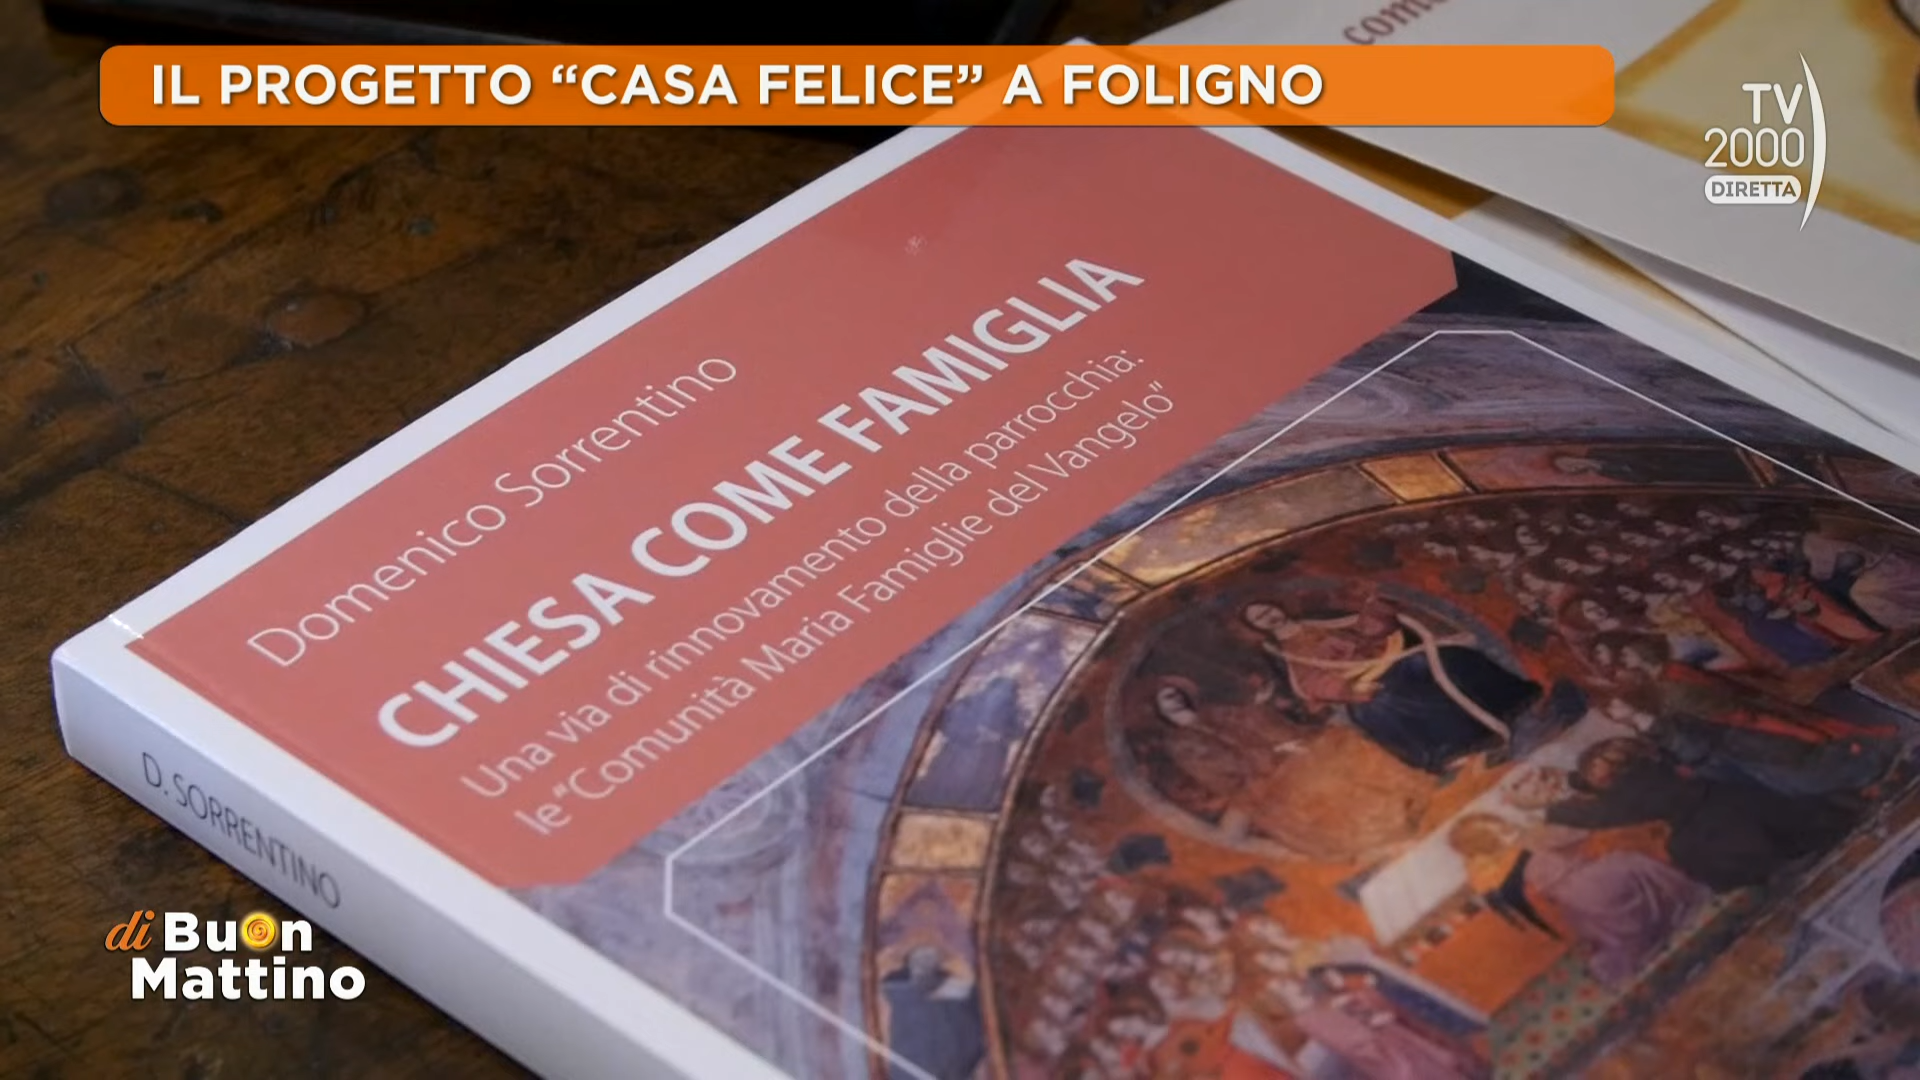 IL PROGETTO “CASA FELICE” A FOLIGNO
TV
2000
DIRETTA
Domenico Sorrentino
CHIESA COME FAMIGLIA
Una via di rinnovamento della parrocchia:
le “Comunità Maria Famiglie del Vangelo”
D. SORRENTINO
di Buon
Mattino